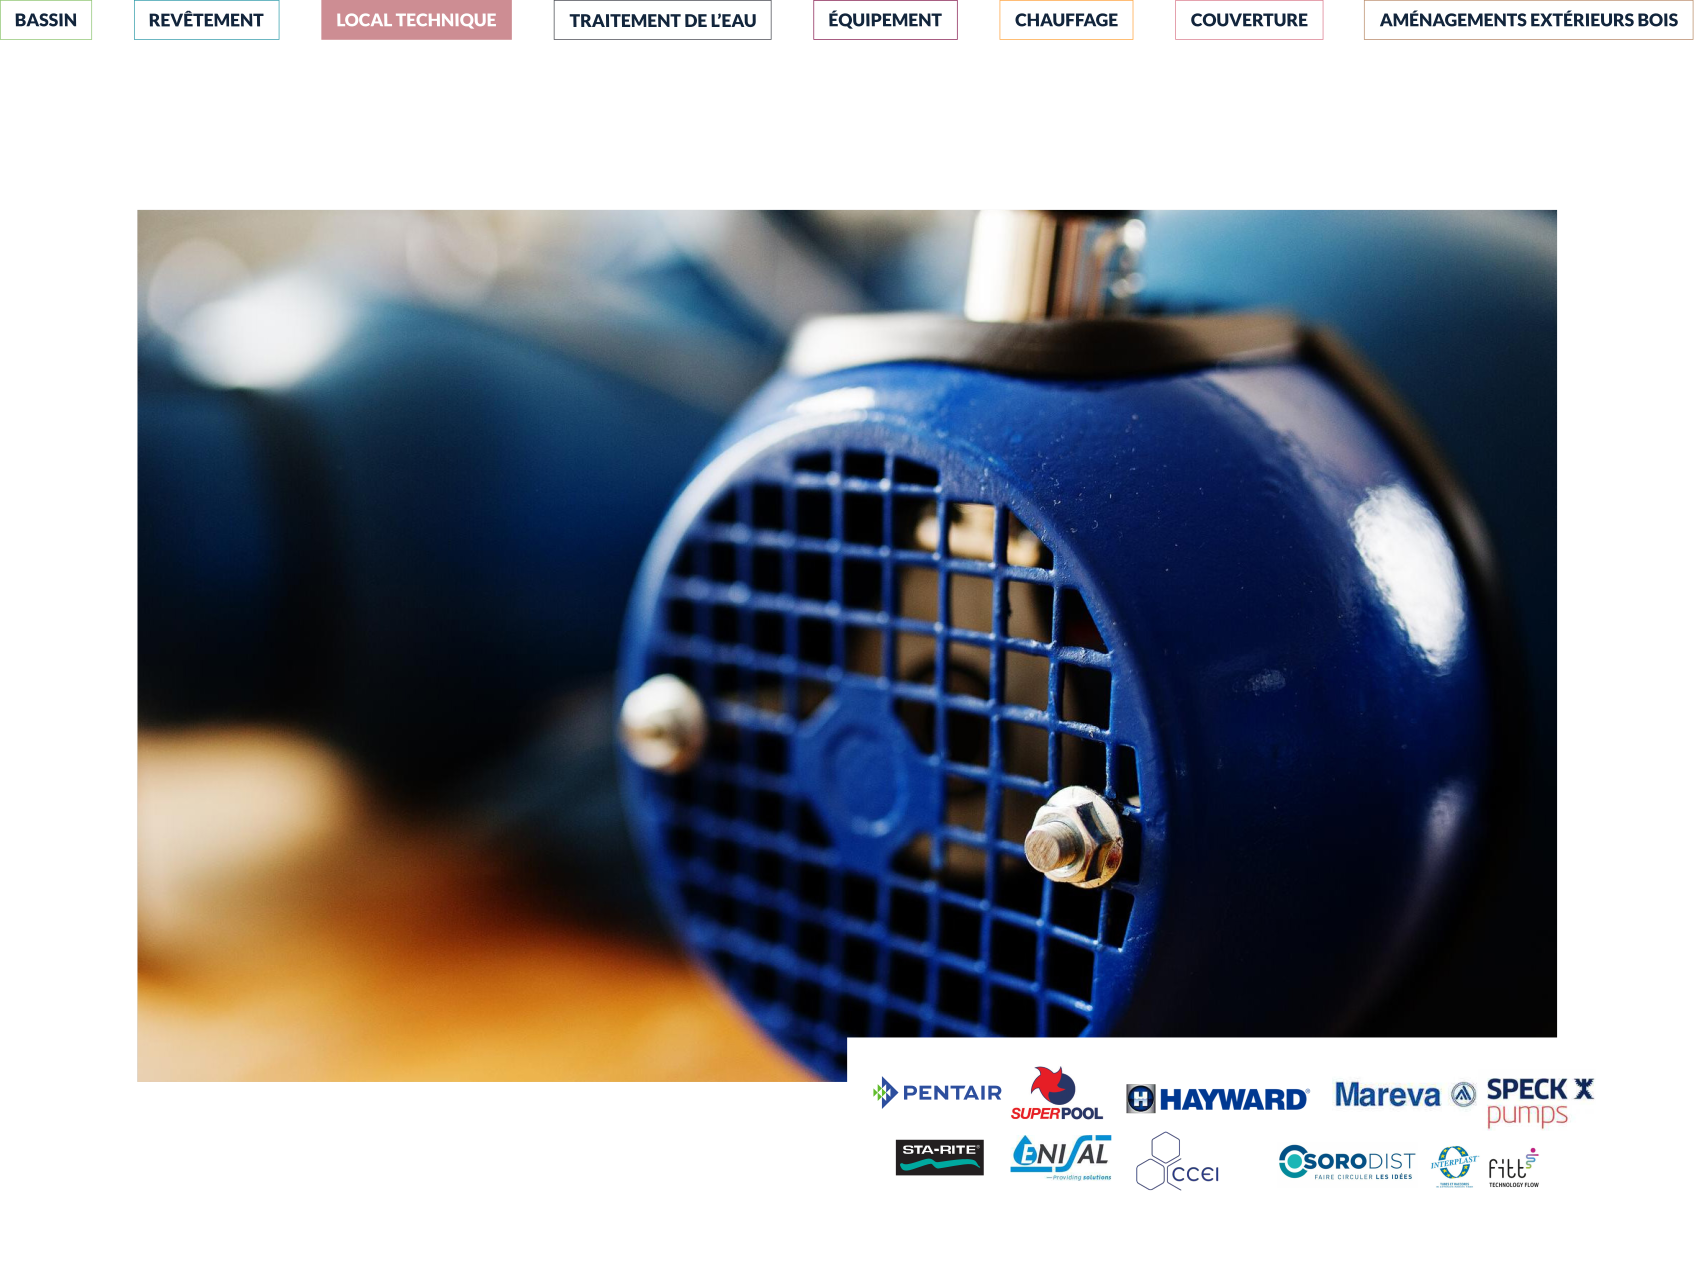 BASSIN
REVÊTEMENT
LOCAL TECHNIQUE
TRAITEMENT DE L'EAU
ÉQUIPEMENT
CHAUFFAGE
COUVERTURE
AMÉNAGEMENTS EXTÉRIEURS BOIS
PENTAIR
SUPERPOOL
H HAYWARD®
Mareva
SPECK
pumps
STA-RITE®
ENISAL
—Providing solutions
CCEI
SORODIST
FAIRE CIRCULER LES IDÉES
INTERPLAST
fitt
TECHNOLOGY FLOW